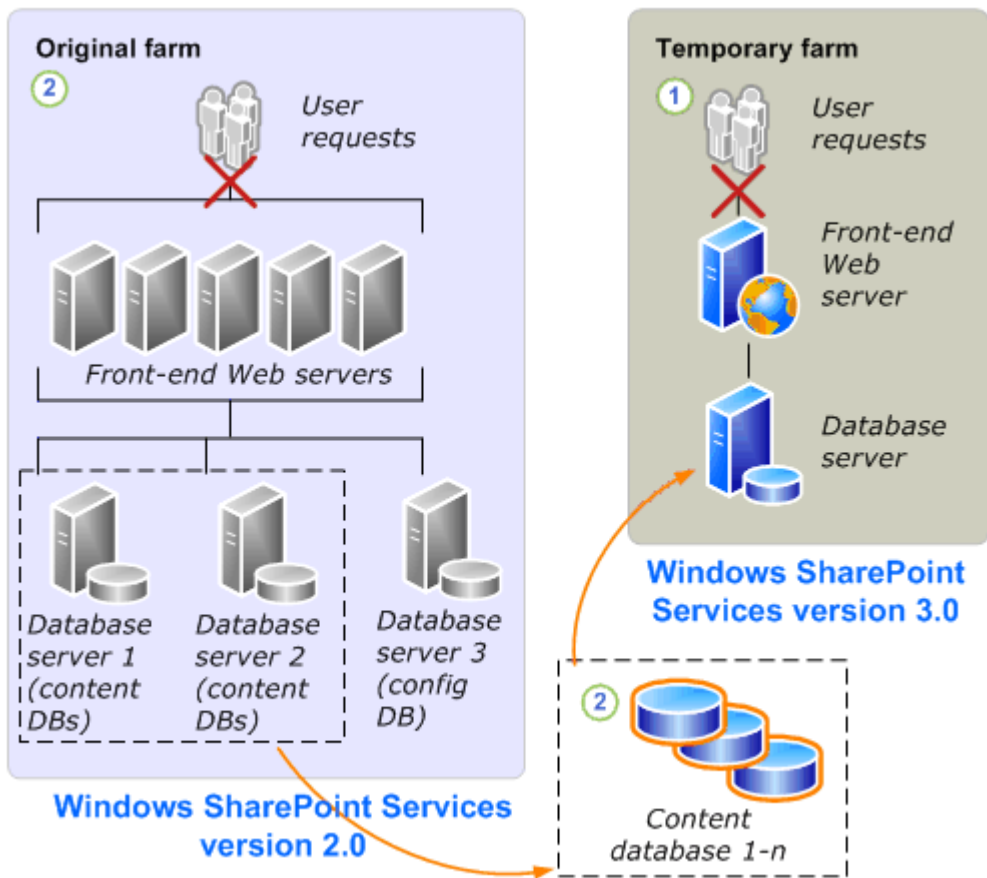 Original farm
2
User
requests
Front-end Web servers
Database
server 1
(content
DBs)
Database
server 2
(content
DBs)
Database
server 3
(config
DB)
Windows SharePoint Services
version 2.0
Temporary farm
1
User
requests
Front-end
Web
server
Database
server
Windows SharePoint
Services version 3.0
2
Content
database 1-n